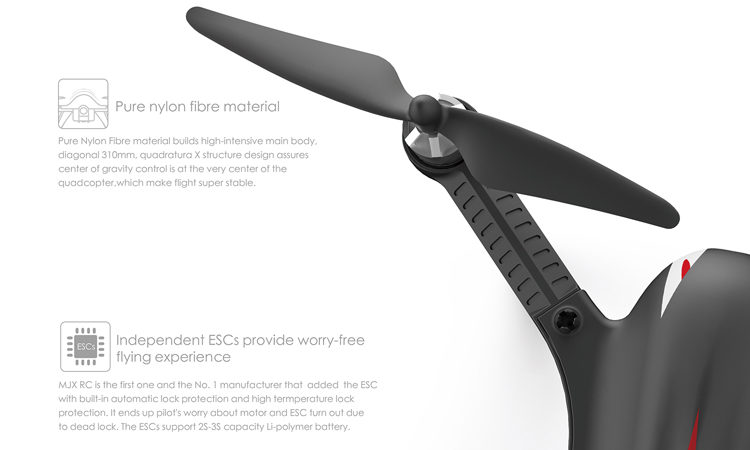 Pure nylon fibre material
Pure Nylon Fibre material builds high-intensive main body,
diagonal 310mm, quadratura X structure design assures
center of gravity control is at the very center of the
quadcopter,which make flight super stable.
ESCs
Independent ESCs provide worry-free
flying experience
MJX RC is the first one and the No. 1 manufacturer that added the ESC
with built-in automatic lock protection and high termperature lock
protection. It ends up pilot's worry about motor and ESC turn out due
to dead lock. The ESCs support 2S-3S capacity Li-polymer battery.